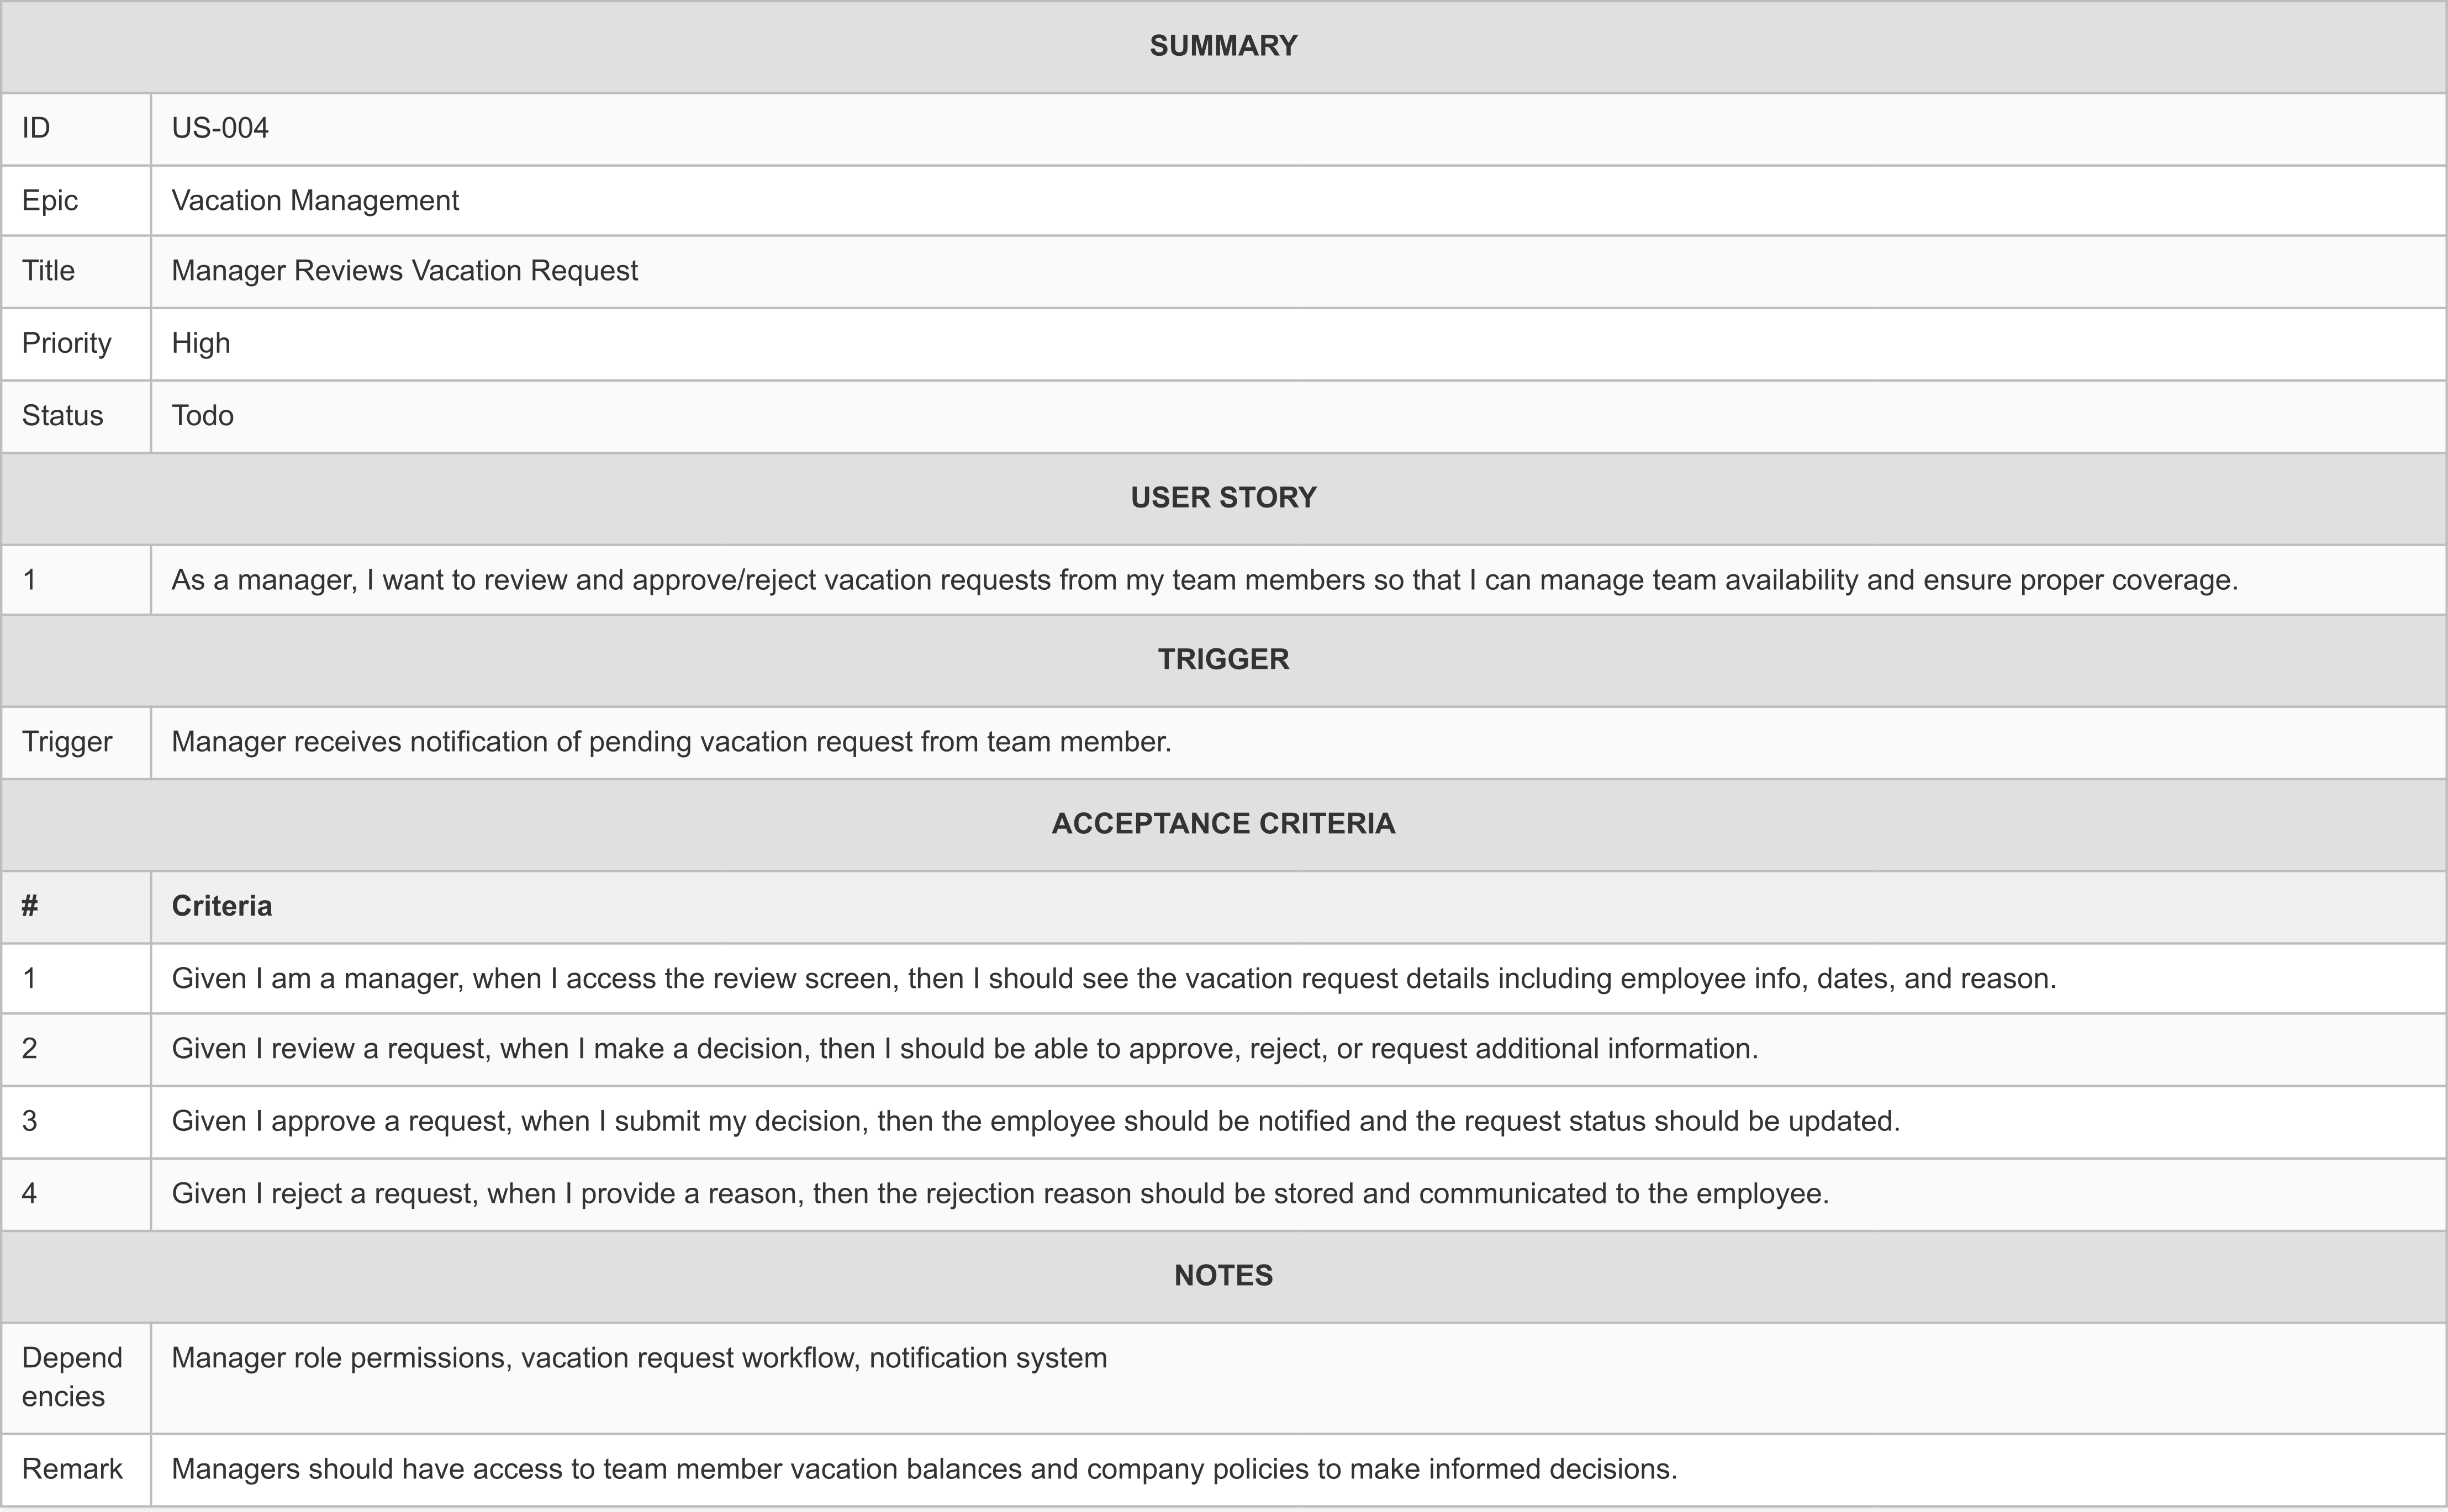 SUMMARY
ID US-004
Epic Vacation Management
Title Manager Reviews Vacation Request
Priority High
Status Todo
USER STORY
1 As a manager, I want to review and approve/reject vacation requests from my team members so that I can manage team availability and ensure proper coverage.
TRIGGER
Trigger Manager receives notification of pending vacation request from team member.
ACCEPTANCE CRITERIA
# Criteria
1 Given I am a manager, when I access the review screen, then I should see the vacation request details including employee info, dates, and reason.
2 Given I review a request, when I make a decision, then I should be able to approve, reject, or request additional information.
3 Given I approve a request, when I submit my decision, then the employee should be notified and the request status should be updated.
4 Given I reject a request, when I provide a reason, then the rejection reason should be stored and communicated to the employee.
NOTES
Depend Manager role permissions, vacation request workflow, notification system
encies
Remark Managers should have access to team member vacation balances and company policies to make informed decisions.